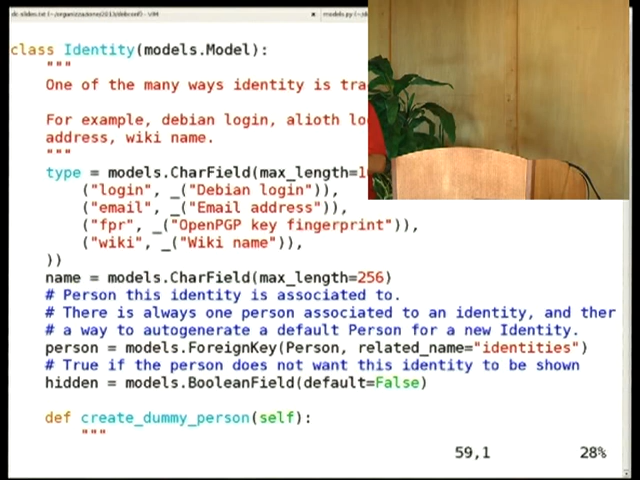 class Identity(models.Model):
"""
One of the many ways identity is tra
For example, debian login, alioth lo
address, wiki name.
"""
type = models.CharField(max_length=1
("login", _("Debian login")),
("email", _("Email address")),
("fpr", _("OpenPGP key fingerprint")),
("wiki", _("Wiki name")),
))
name = models.CharField(max_length=256)
# Person this identity is associated to.
# There is always one person associated to an identity, and ther
# a way to autogenerate a default Person for a new Identity.
person = models.ForeignKey(Person, related_name="identities")
# True if the person does not want this identity to be shown
hidden = models.BooleanField(default=False)
def create_dummy_person(self):
"""
59,1 28%